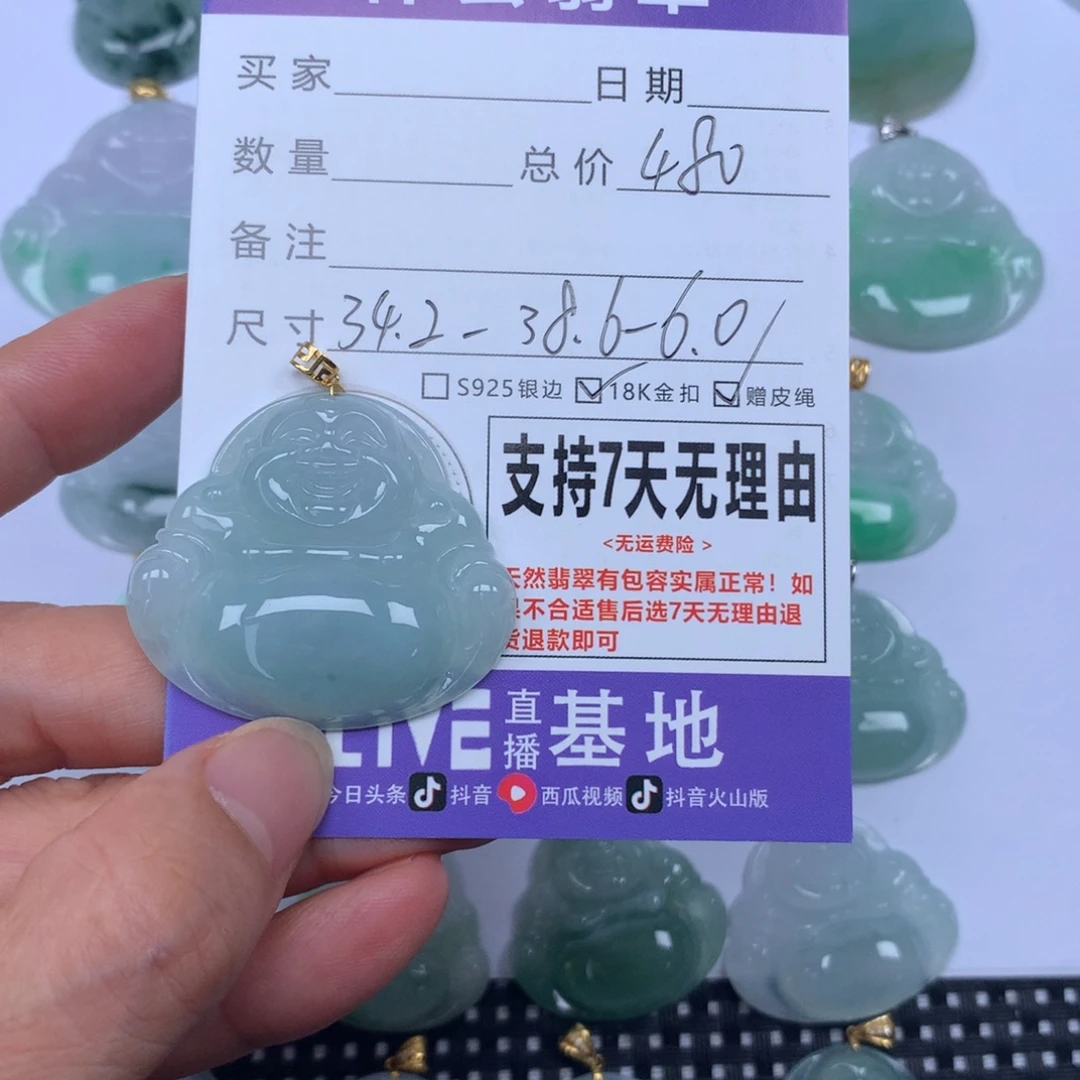 买家 日期
数量 总价 480
备注
尺寸 34.2-38.6-6.0
S925银边 18K金扣 赠皮绳
支持7天无理由
<无运费险>
天然翡翠有包容实属正常！如
果不合适售后选7天无理由退
货退款即可
LIVE 直播 基地
今日头条 抖音 西瓜视频 抖音火山版